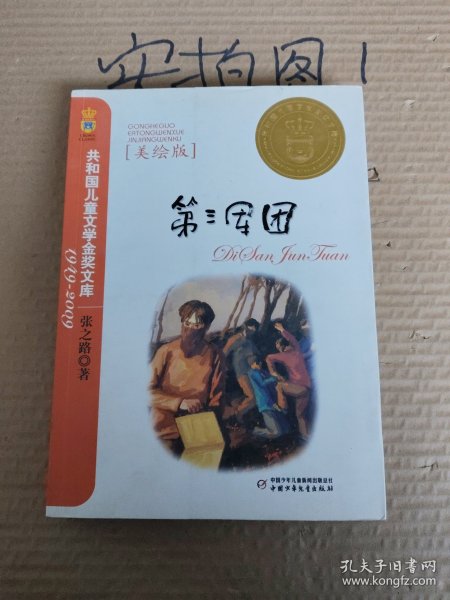 实拍图1
GONGHEGUO
ERTONGWENXUE
JINJIANGWENKU
[美绘版]
共和国儿童文学金奖文库
1949-2009
张之路◎著
第三军团
DiSanJunTuan
中国少年儿童新闻出版总社
中国少年儿童出版社
孔夫子旧书网
www.kongfz.com